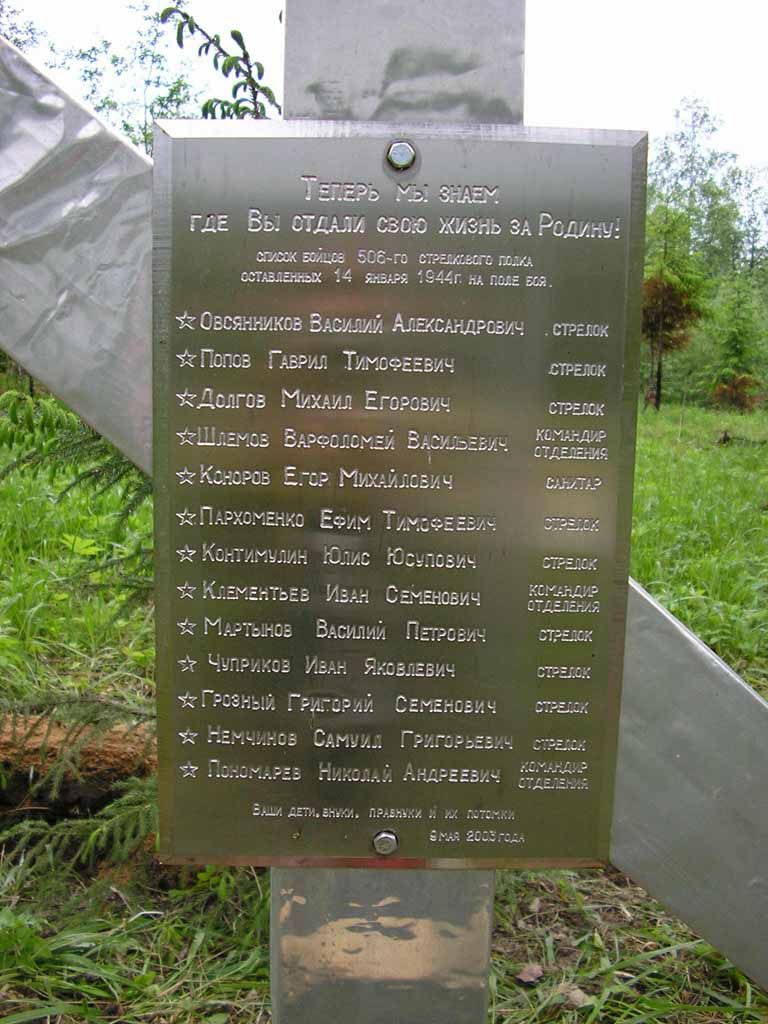 Теперь мы знаем
где Вы отдали свою жизнь за Родину!
список бойцов 506-го стрелкового полка
оставленных 14 января 1944г. на поле боя.
☆ Овсянников Василий Александрович стрелок
☆ Попов Гаврил Тимофеевич стрелок
☆ Долгов Михаил Егорович стрелок
☆ Шлемов Варфоломей Васильевич командир отделения
☆ Коноров Егор Михайлович санитар
☆ Пархоменко Ефим Тимофеевич стрелок
☆ Контимулин Юлис Юсупович стрелок
☆ Клементьев Иван Семенович командир отделения
☆ Мартынов Василий Петрович стрелок
☆ Чуприков Иван Яковлевич стрелок
☆ Грозный Григорий Семенович стрелок
☆ Немчинов Самуил Григорьевич стрелок
☆ Пономарев Николай Андреевич командир отделения
Ваши дети, внуки, правнуки и их потомки
9 мая 2003 года